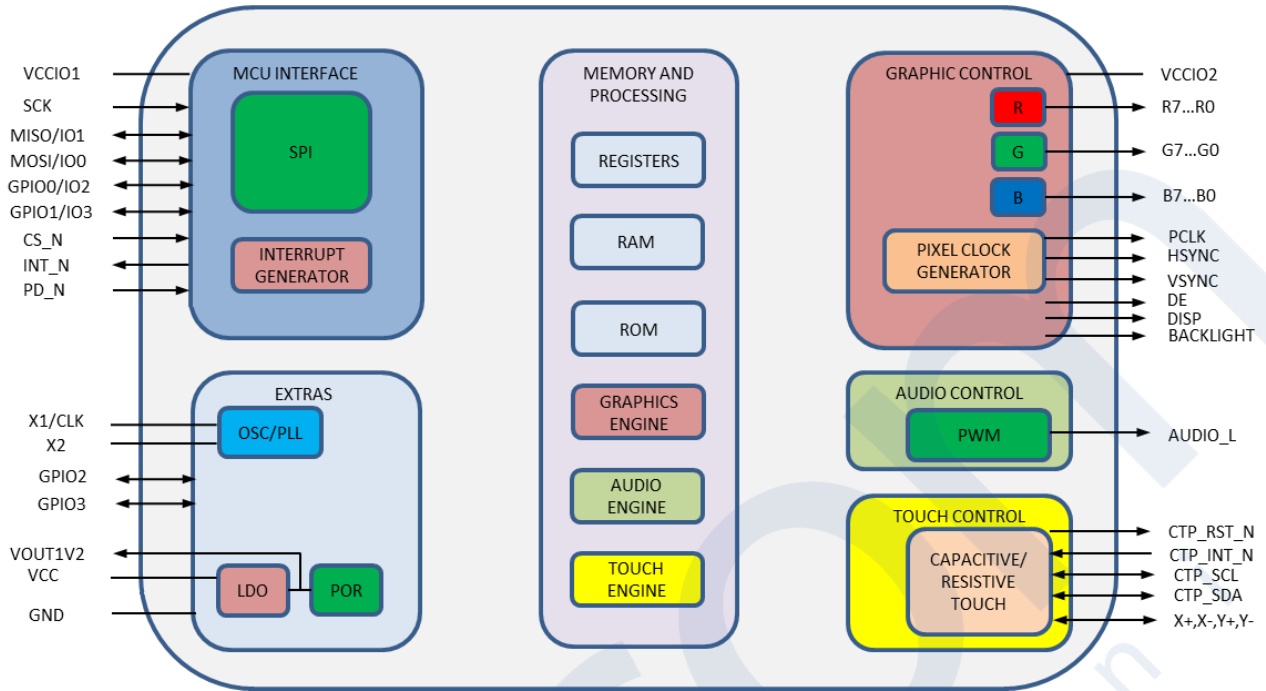 VCCIO1
SCK
MISO/IO1
MOSI/IO0
GPIO0/IO2
GPIO1/IO3
CS_N
INT_N
PD_N
MCU INTERFACE
SPI
INTERRUPT
GENERATOR
X1/CLK
X2
GPIO2
GPIO3
VOUT1V2
VCC
GND
EXTRAS
OSC/PLL
LDO
POR
MEMORY AND
PROCESSING
REGISTERS
RAM
ROM
GRAPHICS
ENGINE
AUDIO
ENGINE
TOUCH
ENGINE
GRAPHIC CONTROL
R
G
B
PIXEL CLOCK
GENERATOR
VCCIO2
R7...R0
G7...G0
B7...B0
PCLK
HSYNC
VSYNC
DE
DISP
BACKLIGHT
AUDIO CONTROL
PWM
AUDIO_L
TOUCH CONTROL
CAPACITIVE/
RESISTIVE
TOUCH
CTP_RST_N
CTP_INT_N
CTP_SCL
CTP_SDA
X+,X-,Y+,Y-